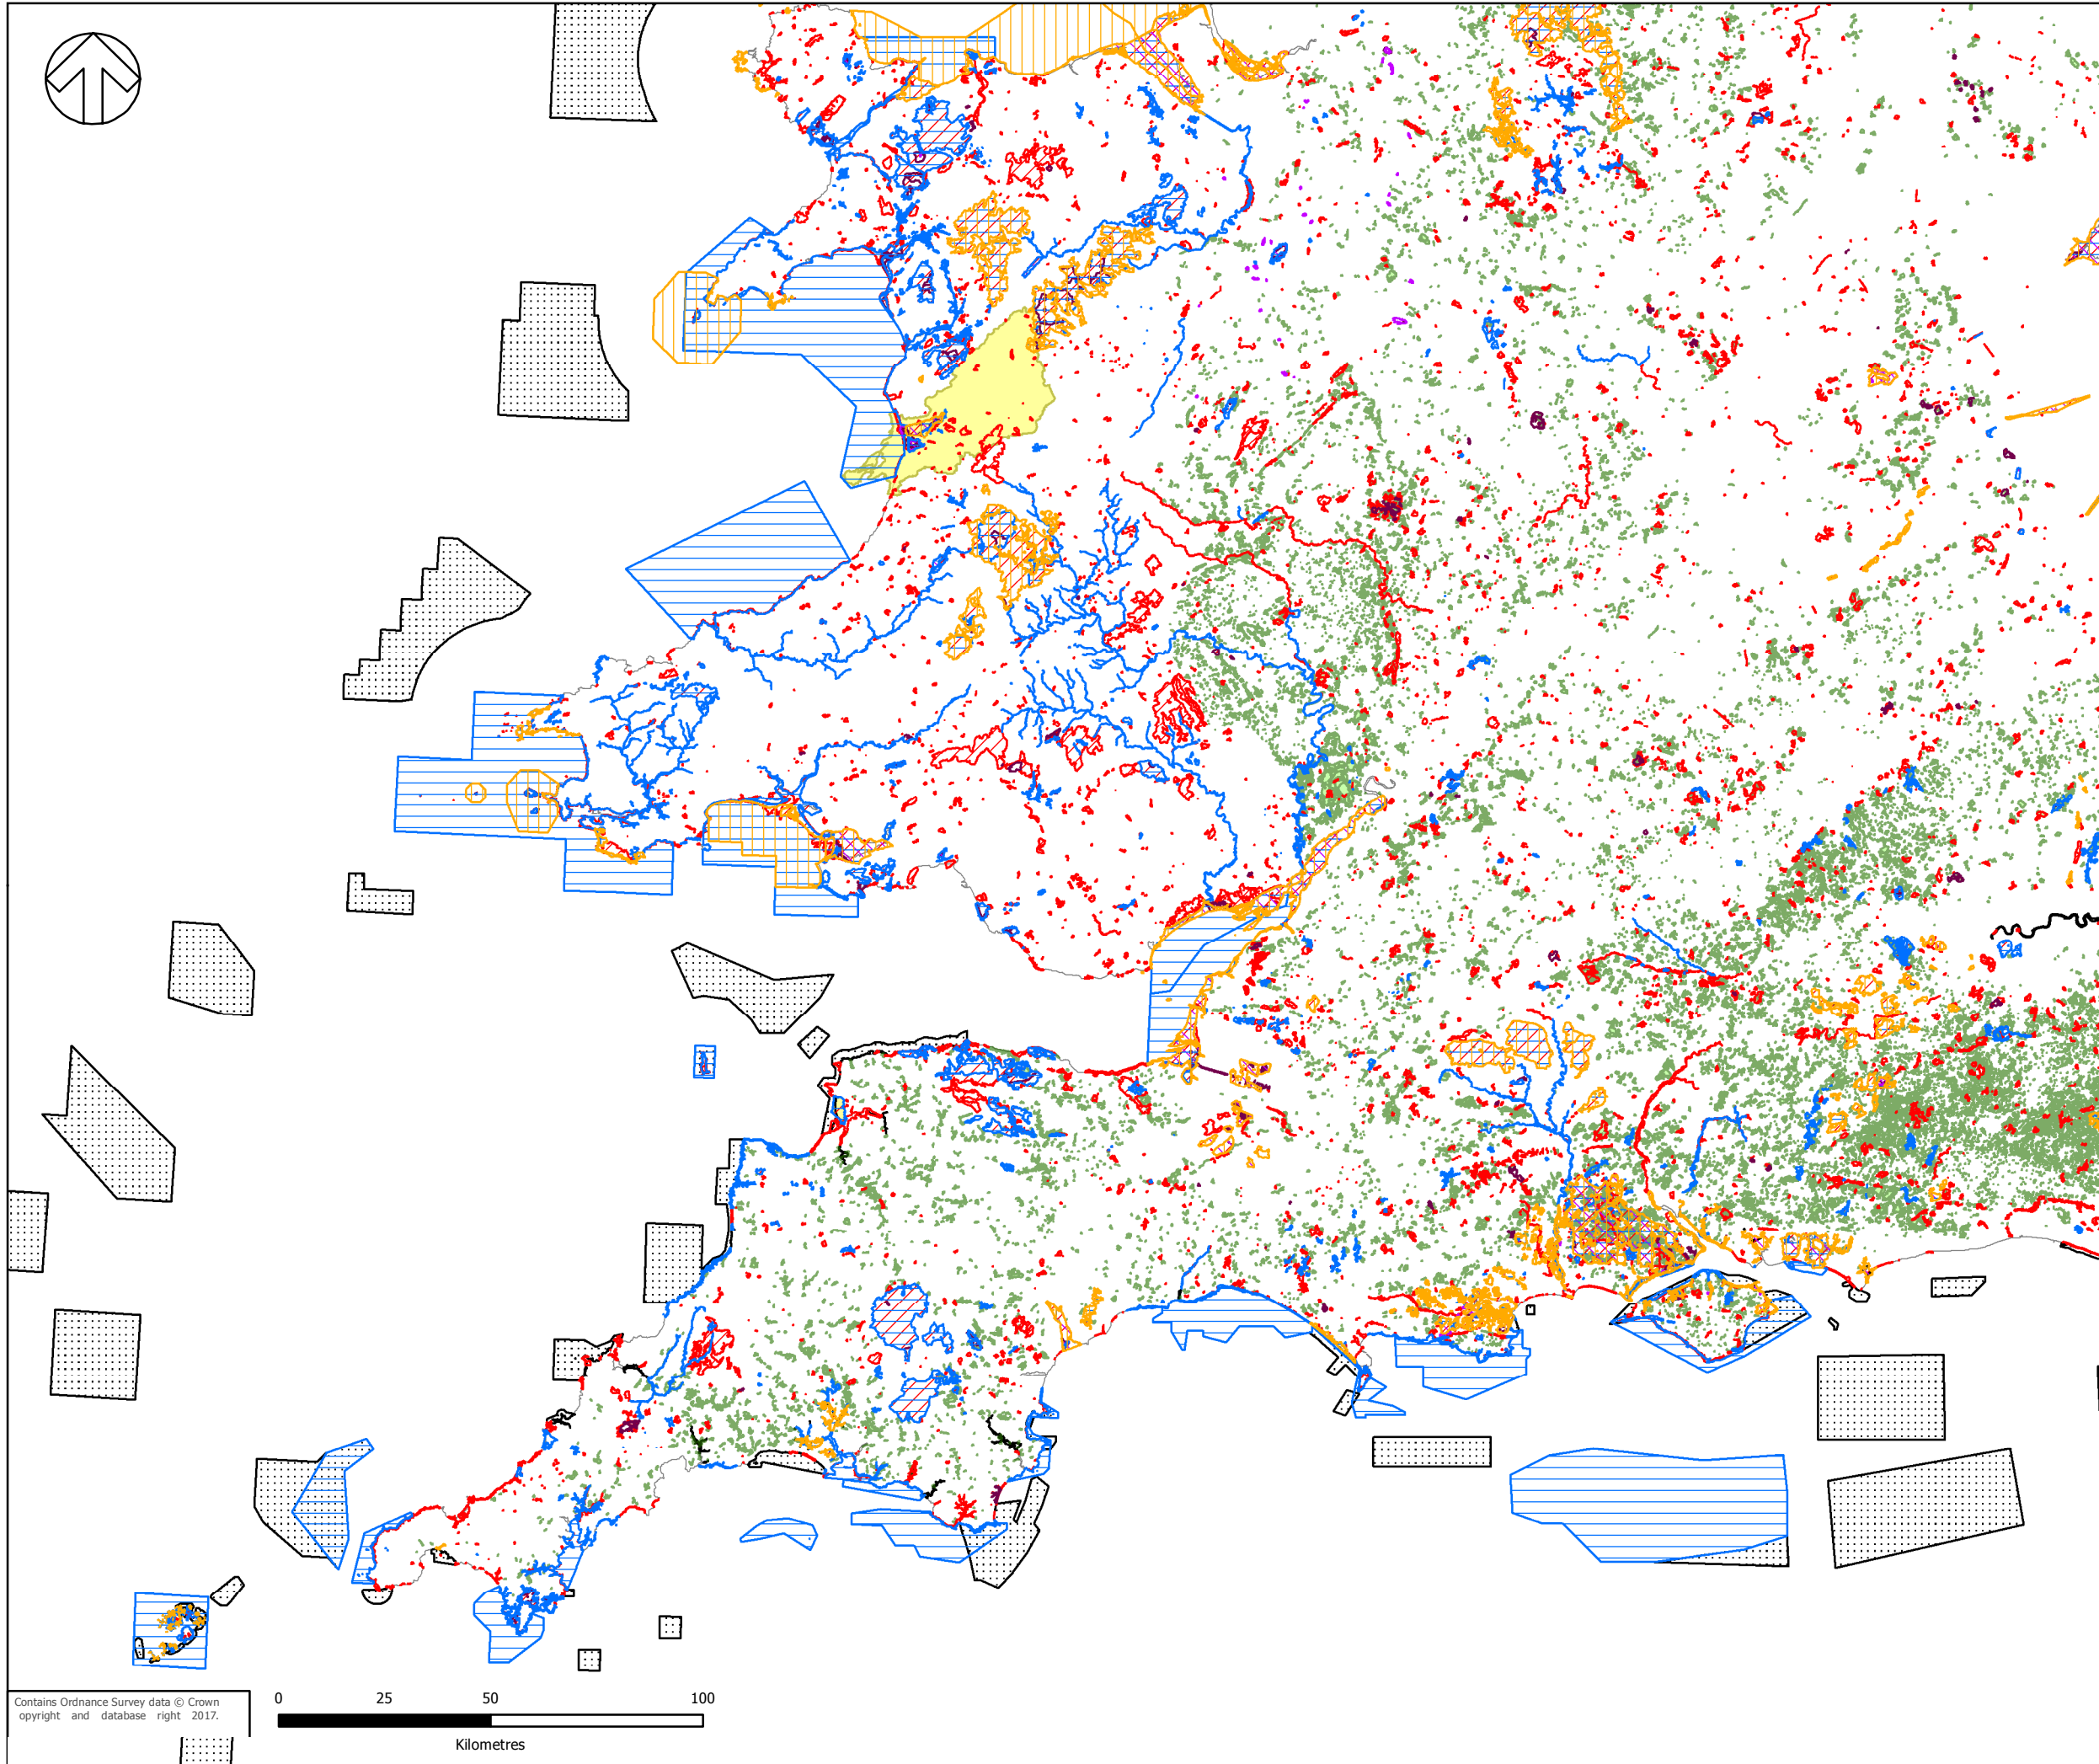 Contains Ordnance Survey data © Crown
opyright and database right 2017.
0 25 50 100
Kilometres